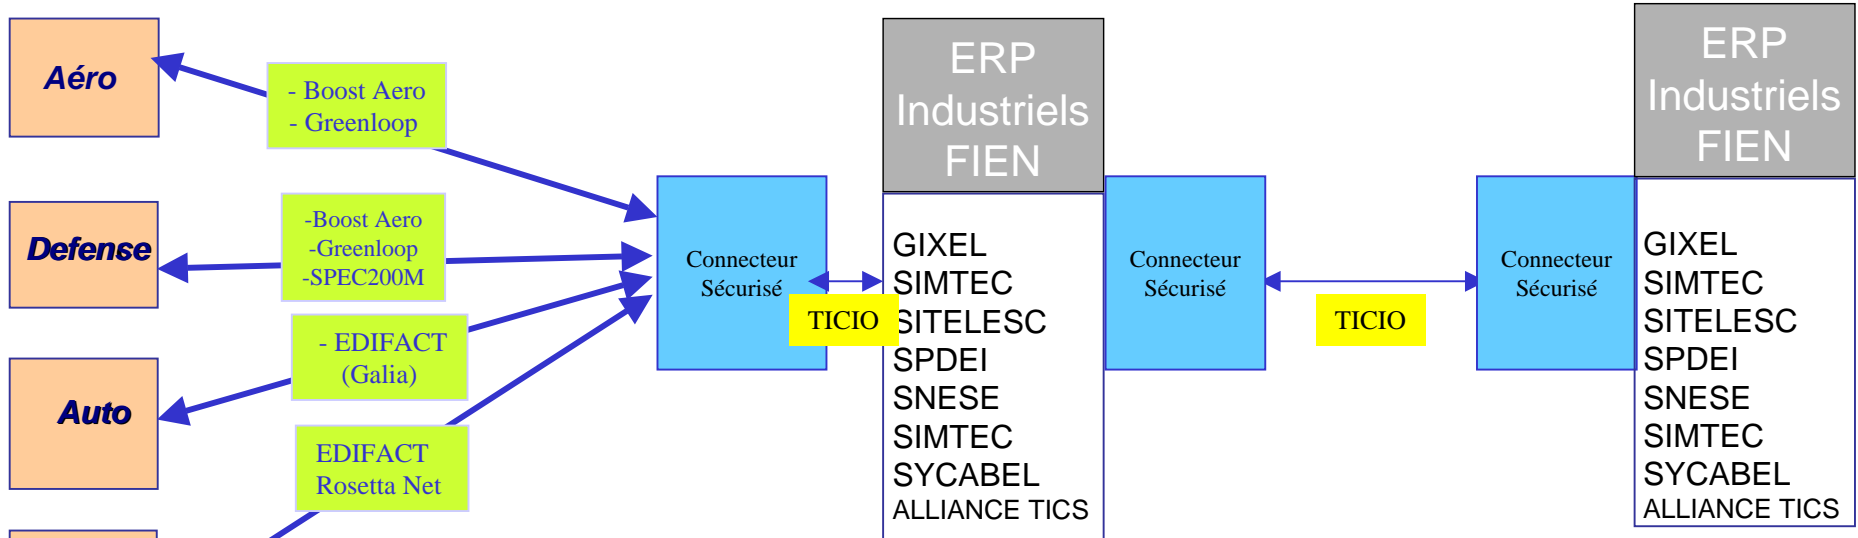 Aéro
- Boost Aero
- Greenloop
Defense
-Boost Aero
-Greenloop
-SPEC200M
Auto
- EDIFACT
(Galia)
EDIFACT
Rosetta Net
Connecteur
Sécurisé
TICIO
ERP
Industriels
FIEN
GIXEL
SIMTEC
SITELESC
SPDEI
SNESE
SIMTEC
SYCABEL
ALLIANCE TICS
Connecteur
Sécurisé
TICIO
Connecteur
Sécurisé
ERP
Industriels
FIEN
GIXEL
SIMTEC
SITELESC
SPDEI
SNESE
SIMTEC
SYCABEL
ALLIANCE TICS